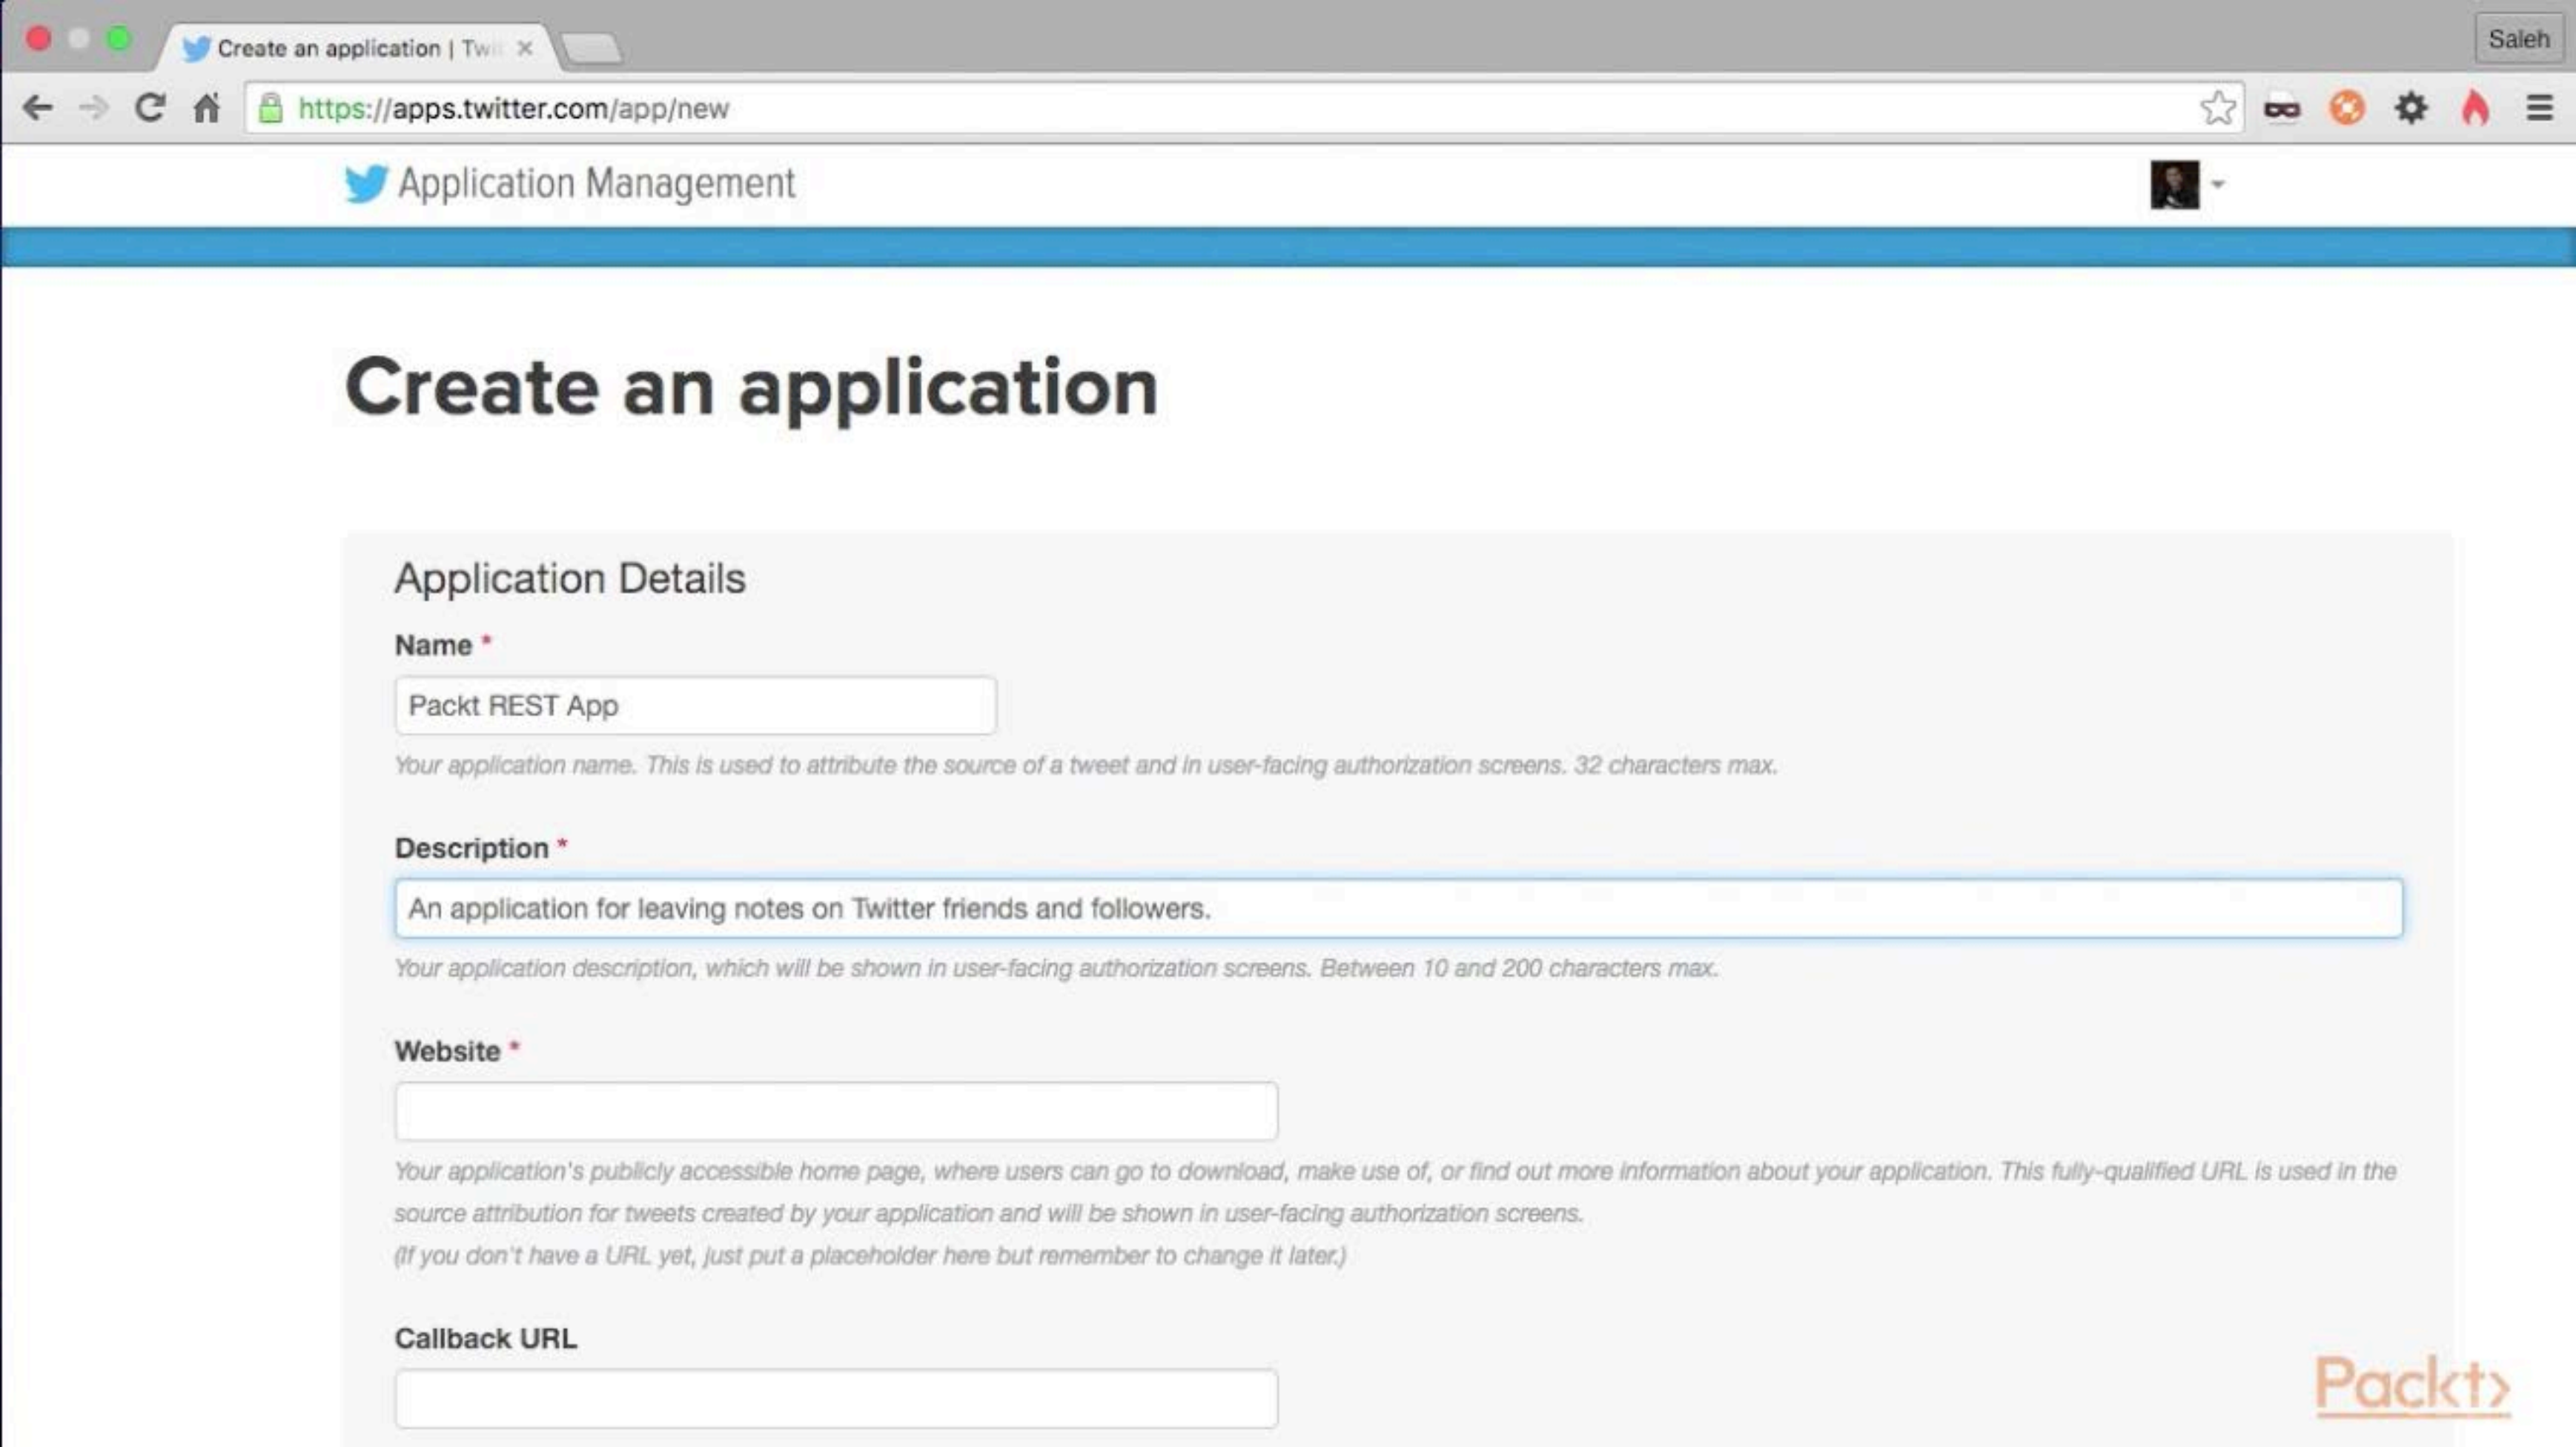 Create an application | Twi
Saleh
https://apps.twitter.com/app/new
Application Management
Create an application
Application Details
Name *
Packt REST App
Your application name. This is used to attribute the source of a tweet and in user-facing authorization screens. 32 characters max.
Description *
An application for leaving notes on Twitter friends and followers.
Your application description, which will be shown in user-facing authorization screens. Between 10 and 200 characters max.
Website *
Your application's publicly accessible home page, where users can go to download, make use of, or find out more information about your application. This fully-qualified URL is used in the
source attribution for tweets created by your application and will be shown in user-facing authorization screens.
(If you don't have a URL yet, just put a placeholder here but remember to change it later.)
Callback URL
Packt>